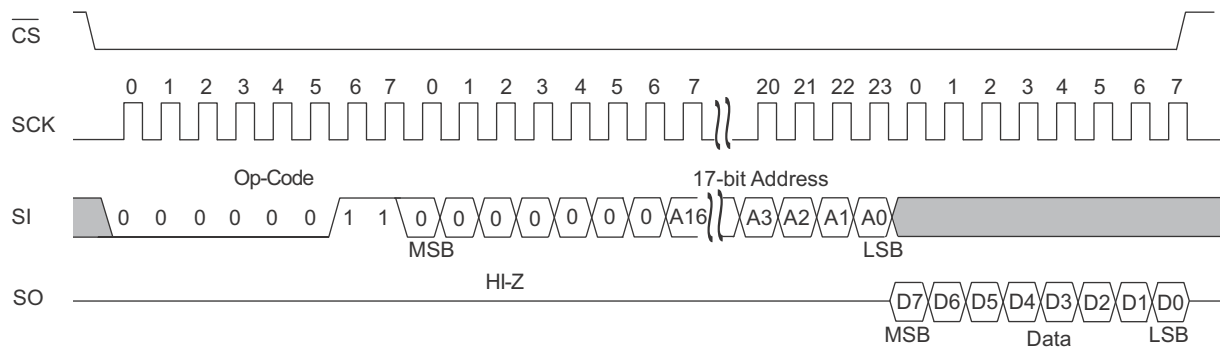 CS
0 1 2 3 4 5 6 7 0 1 2 3 4 5 6 7 20 21 22 23 0 1 2 3 4 5 6 7
SCK
Op-Code 17-bit Address
SI 0 0 0 0 0 0 1 1 0 0 0 0 0 0 0 A16 A3 A2 A1 A0
MSB LSB
HI-Z
SO D7 D6 D5 D4 D3 D2 D1 D0
MSB Data LSB